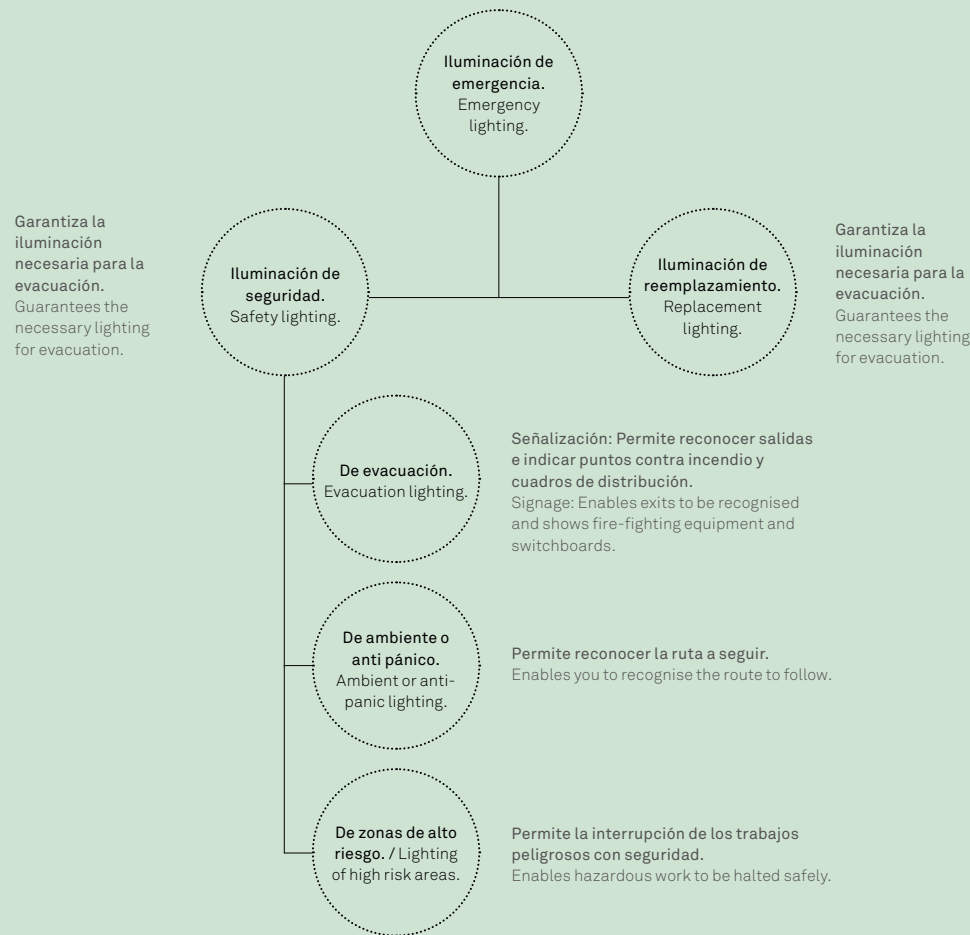 Iluminación de
emergencia.
Emergency
lighting.
Garantiza la
iluminación
necesaria para la
evacuación.
Guarantees the
necessary lighting
for evacuation.
Iluminación de
seguridad.
Safety lighting.
Iluminación de
reemplazamiento.
Replacement
lighting.
Garantiza la
iluminación
necesaria para la
evacuación.
Guarantees the
necessary lighting
for evacuation.
De evacuación.
Evacuation lighting.
Señalización: Permite reconocer salidas
e indicar puntos contra incendio y
cuadros de distribución.
Signage: Enables exits to be recognised
and shows fire-fighting equipment and
switchboards.
De ambiente o
anti pánico.
Ambient or anti-
panic lighting.
Permite reconocer la ruta a seguir.
Enables you to recognise the route to follow.
De zonas de alto
riesgo. / Lighting
of high risk areas.
Permite la interrupción de los trabajos
peligrosos con seguridad.
Enables hazardous work to be halted safely.